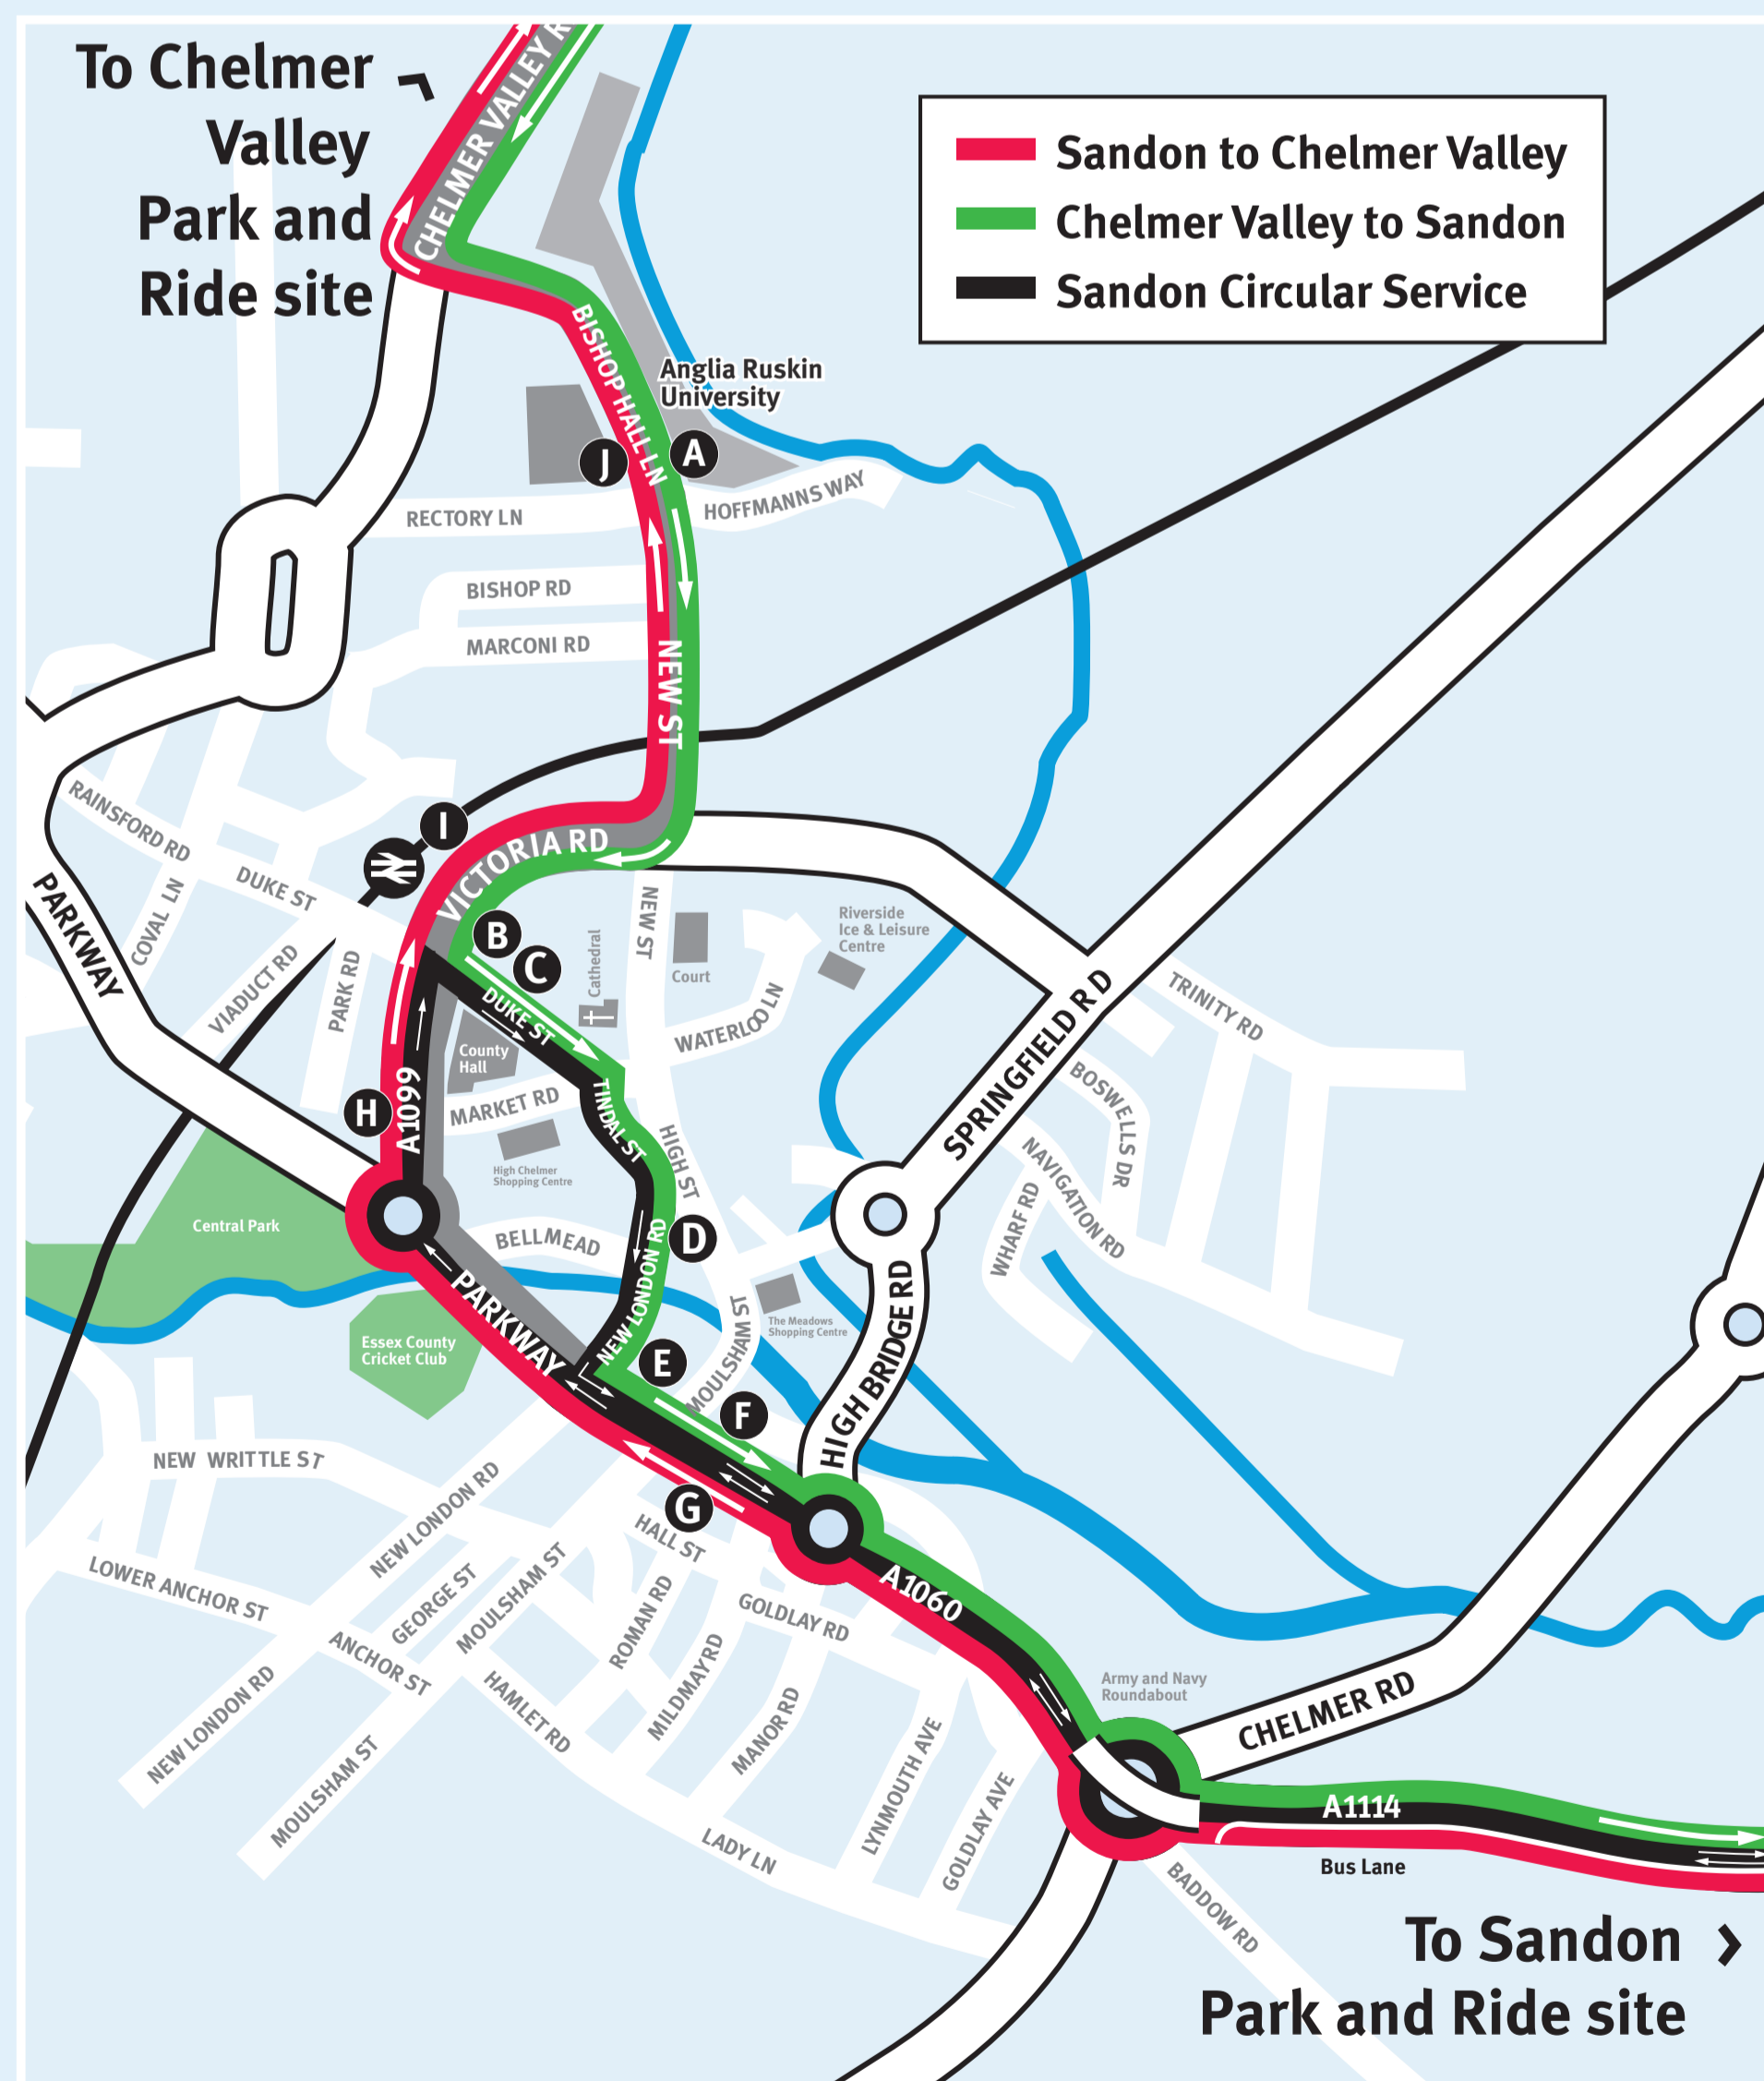 To Chelmer
Valley
Park and
Ride site
CHELMER VALLEY
Sandon to Chelmer Valley
Chelmer Valley to Sandon
Sandon Circular Service
BISHOP HALL LN
Anglia Ruskin
University
J
A
RECTORY LN
HOFFMANNS WAY
BISHOP RD
MARCONI RD
NEW ST
RAINSFORD RD
I
VICTORIA RD
DUKE ST
COVAL LN
PARKWAY
VIADUCT RD
PARK RD
B
C
NEW ST
Cathedral
Court
Riverside
Ice & Leisure
Centre
DUKE ST
WATERLOO LN
TRINITY RD
SPRINGFIELD RD
County
Hall
H
A1099
MARKET RD
TINDAL ST
BOSWELLS DR
HIGH ST
High Chelmer
Shopping Centre
NAVIGATION RD
WHARF RD
Central Park
BELLMEAD
D
NEW LONDON RD
PARKWAY
HIGH BRIDGE RD
The Meadows
Shopping Centre
MOULSHAM ST
Essex County
Cricket Club
E
F
NEW WRITTLE ST
G
NEW LONDON RD
HALL ST
LOWER ANCHOR ST
GEORGE ST
MOULSHAM ST
ROMAN RD
A1060
GOLDLAY RD
ANCHOR ST
MILDMAY RD
NEW LONDON RD
HAMLET RD
MANOR RD
Army and Navy
Roundabout
CHELMER RD
MOULSHAM ST
LYNMOUTH AVE
GOLDLAY AVE
A1114
LADY LN
Bus Lane
BADDOW RD
To Sandon
Park and Ride site